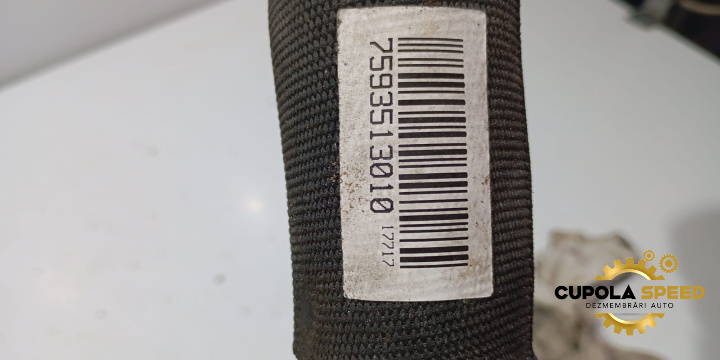 7593513010
17717
CUPOLA SPEED
DEZMEMBRĂRI AUTO